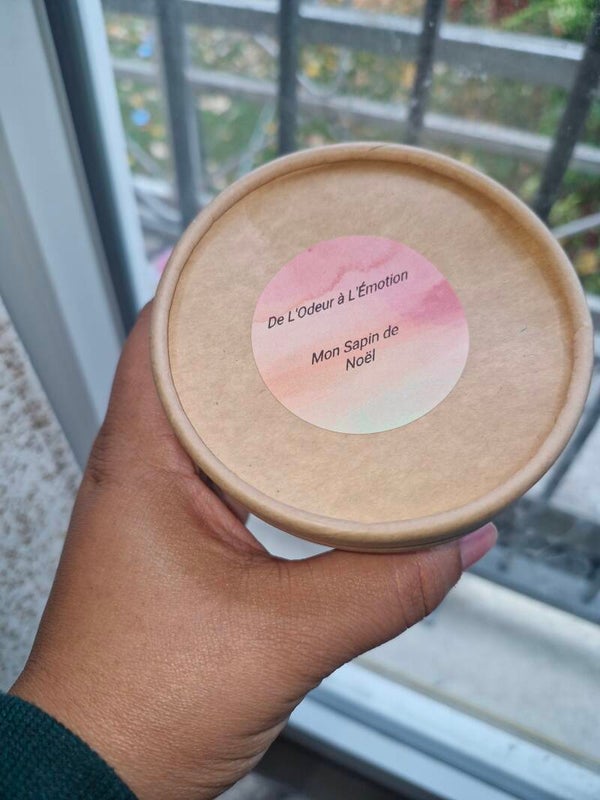 De L'Odeur à L'Émotion
Mon Sapin de
Noël